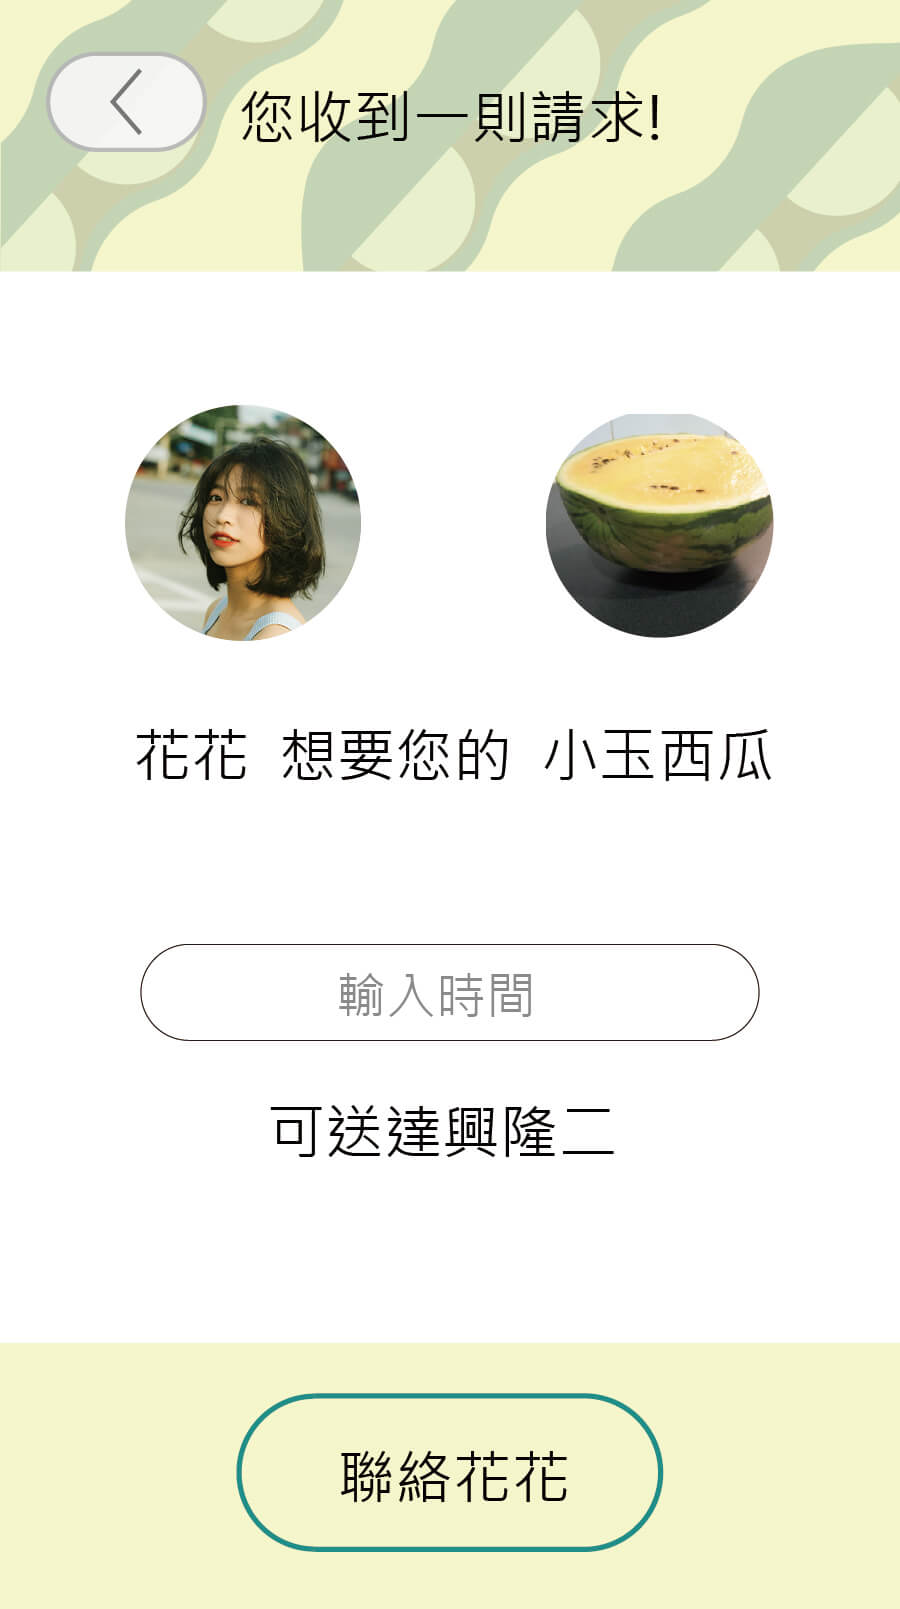 您收到一則請求!
花花 想要您的 小玉西瓜
輸入時間
可送達興隆二
聯絡花花